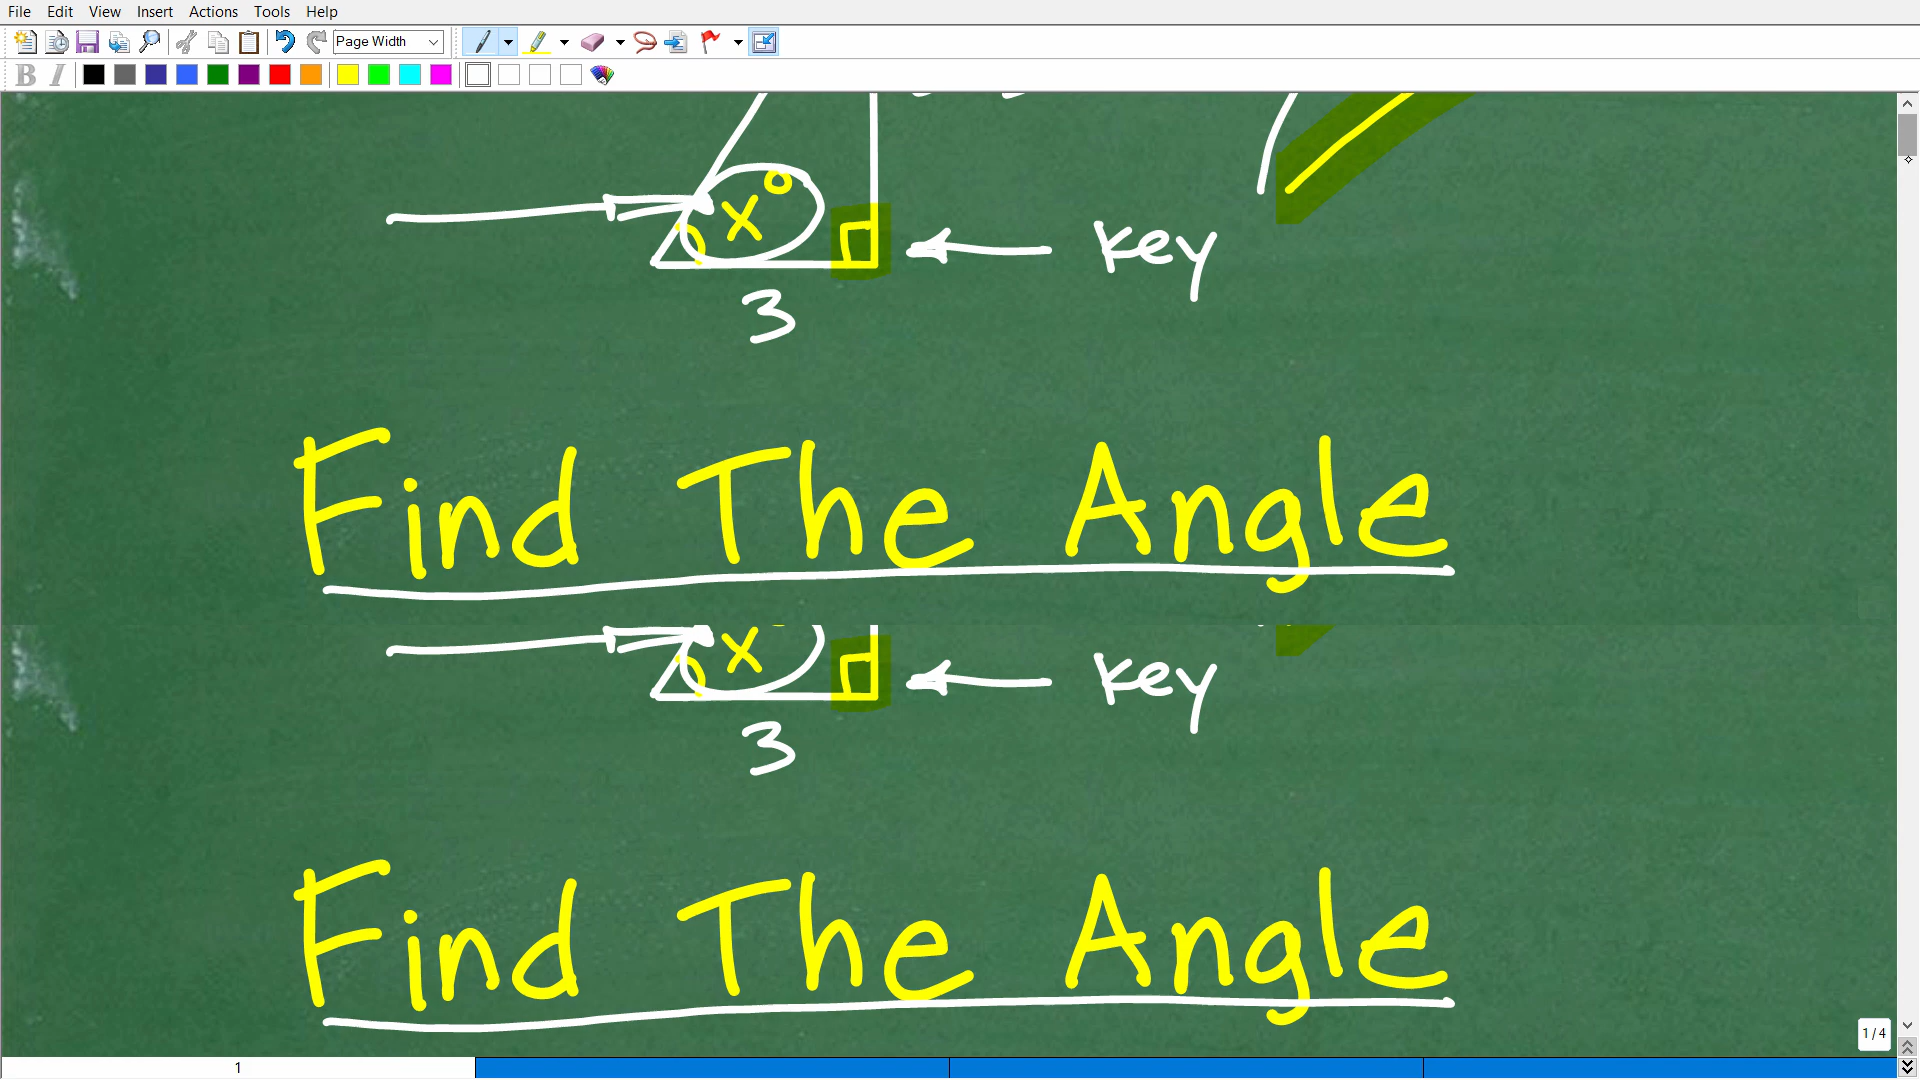 File Edit View Insert Actions Tools Help
Page Width
B I
x°
key
3
Find The Angle
x
key
3
Find The Angle
1 / 4
1